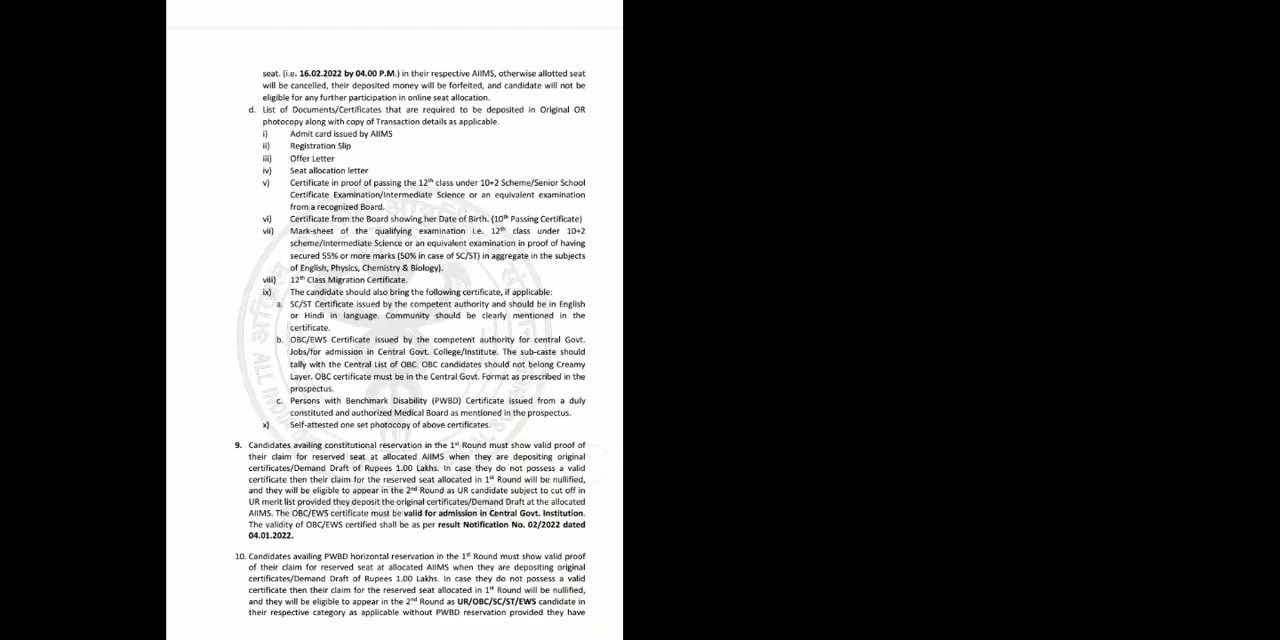 seat. (i.e. 16.02.2022 by 04.00 P.M.) in their respective AIIMS, otherwise allotted seat
will be cancelled, their deposited money will be forfeited, and candidate will not be
eligible for any further participation in online seat allocation.
d. List of Documents/Certificates that are required to be deposited in Original OR
photocopy along with copy of Transaction details as applicable.
i) Admit card issued by AIIMS
ii) Registration Slip
iii) Offer Letter
iv) Seat allocation letter
v) Certificate in proof of passing the 12th class under 10+2 Scheme/Senior School
Certificate Examination/Intermediate Science or an equivalent examination
from a recognized Board.
vi) Certificate from the Board showing her Date of Birth. (10th Passing Certificate)
vii) Mark-sheet of the qualifying examination i.e. 12th class under 10+2
scheme/Intermediate Science or an equivalent examination in proof of having
secured 55% or more marks (50% in case of SC/ST) in aggregate in the subjects
of English, Physics, Chemistry & Biology).
viii) 12th Class Migration Certificate.
ix) The candidate should also bring the following certificate, if applicable:
a. SC/ST Certificate issued by the competent authority and should be in English
or Hindi in language. Community should be clearly mentioned in the
certificate.
b. OBC/EWS Certificate issued by the competent authority for central Govt.
Jobs/for admission in Central Govt. College/Institute. The sub-caste should
tally with the Central List of OBC. OBC candidates should not belong Creamy
Layer. OBC certificate must be in the Central Govt. Format as prescribed in the
prospectus.
c. Persons with Benchmark Disability (PWBD) Certificate issued from a duly
constituted and authorized Medical Board as mentioned in the prospectus.
x) Self-attested one set photocopy of above certificates.
9. Candidates availing constitutional reservation in the 1st Round must show valid proof of
their claim for reserved seat at allocated AIIMS when they are depositing original
certificates/Demand Draft of Rupees 1.00 Lakhs. In case they do not possess a valid
certificate then their claim for the reserved seat allocated in 1st Round will be nullified,
and they will be eligible to appear in the 2nd Round as UR candidate subject to cut off in
UR merit list provided they deposit the original certificates/Demand Draft at the allocated
AIIMS. The OBC/EWS certificate must be valid for admission in Central Govt. Institution.
The validity of OBC/EWS certified shall be as per result Notification No. 02/2022 dated
04.01.2022.
10. Candidates availing PWBD horizontal reservation in the 1st Round must show valid proof
of their claim for reserved seat at allocated AIIMS when they are depositing original
certificates/Demand Draft of Rupees 1.00 Lakhs. In case they do not possess a valid
certificate then their claim for the reserved seat allocated in 1st Round will be nullified,
and they will be eligible to appear in the 2nd Round as UR/OBC/SC/ST/EWS candidate in
their respective category as applicable without PWBD reservation provided they have